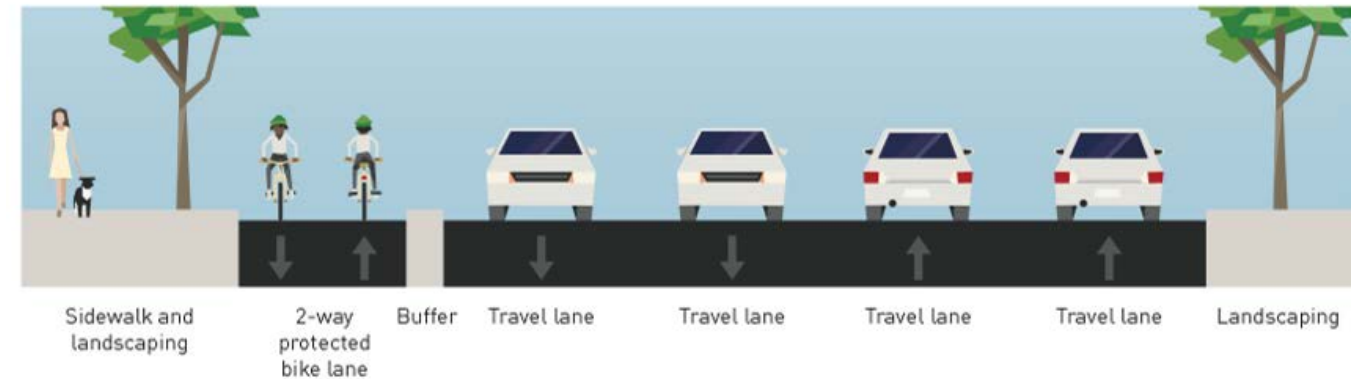 Sidewalk and
landscaping
2-way
protected
bike lane
Buffer
Travel lane
Travel lane
Travel lane
Travel lane
Landscaping